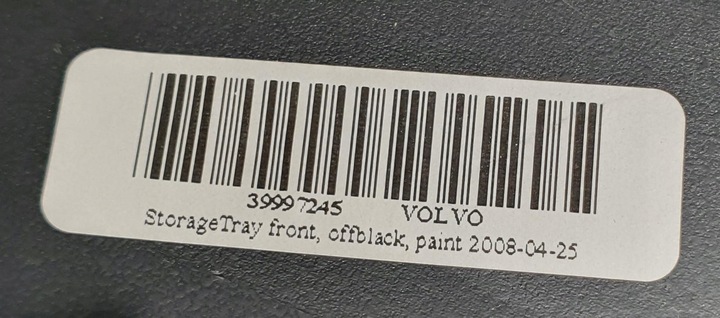 39997245 VOLVO
StorageTray front, offblack, paint 2008-04-25